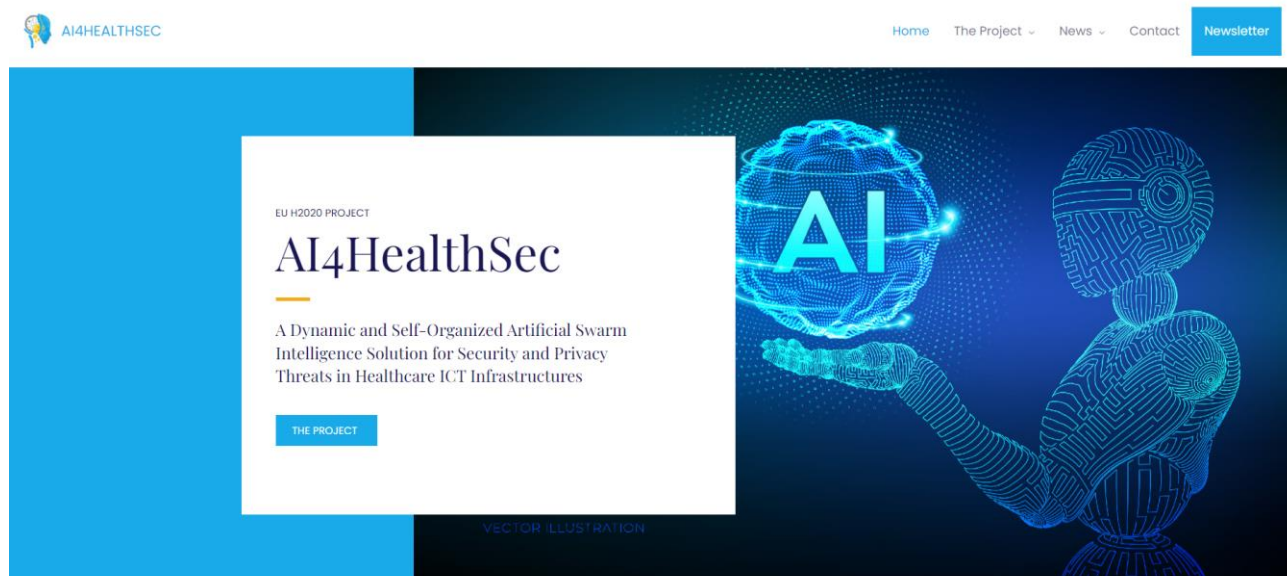 AI4HEALTHSEC
Home The Project News Contact Newsletter
EU H2020 PROJECT
AI4HealthSec
A Dynamic and Self-Organized Artificial Swarm
Intelligence Solution for Security and Privacy
Threats in Healthcare ICT Infrastructures
THE PROJECT
AI
VECTOR ILLUSTRATION